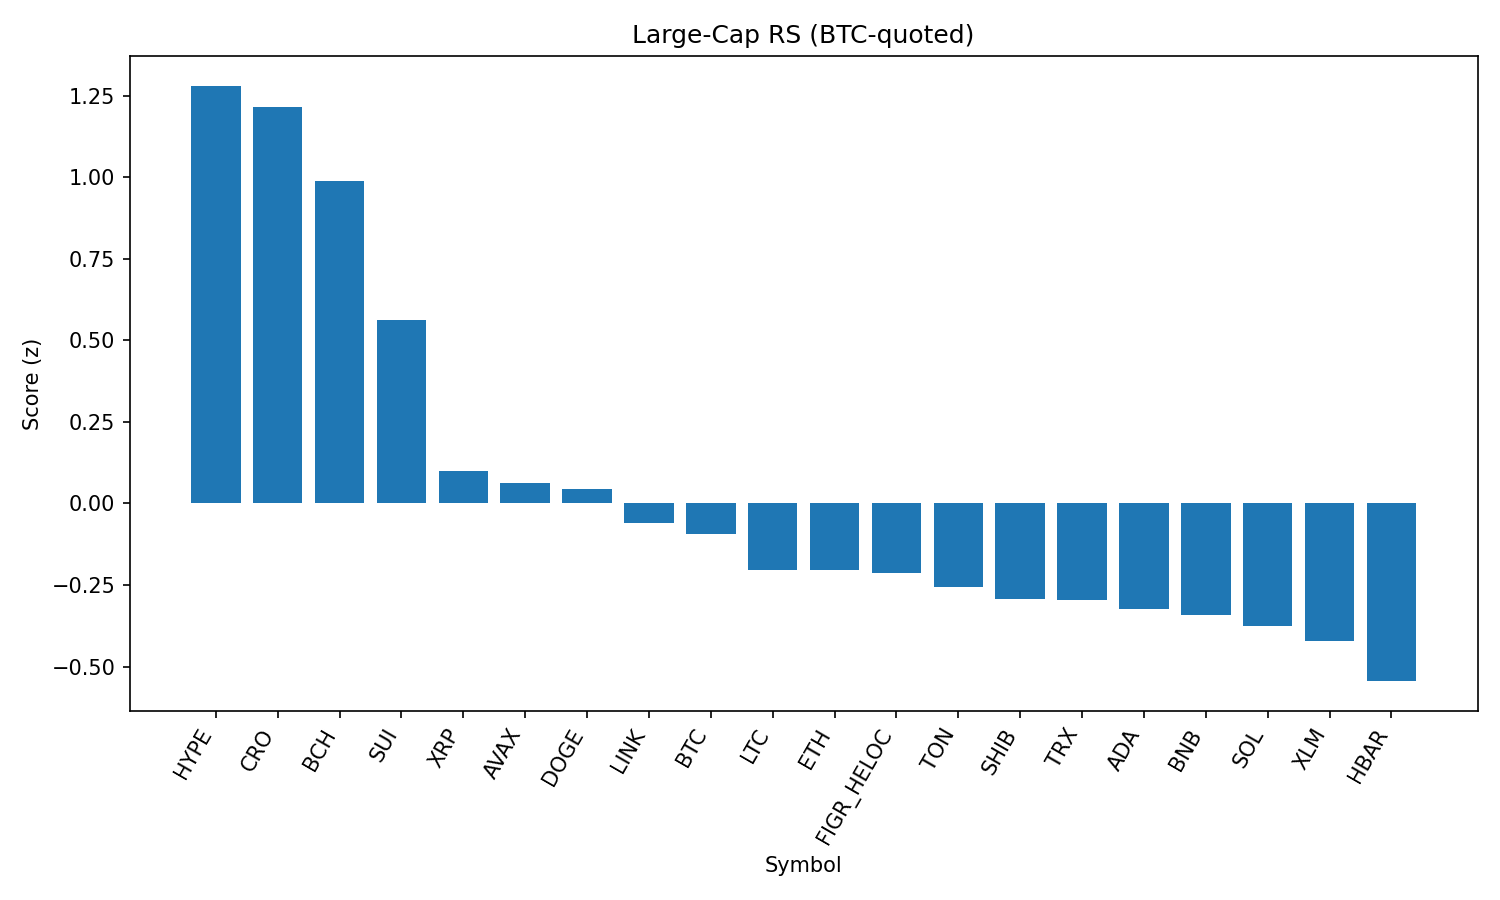 Large-Cap RS (BTC-quoted)
Score (z)
1.25
1.00
0.75
0.50
0.25
0.00
−0.25
−0.50
HYPE
CRO
BCH
SUI
XRP
AVAX
DOGE
LINK
BTC
LTC
ETH
FIGR_HELOC
TON
SHIB
TRX
ADA
BNB
SOL
XLM
HBAR
Symbol